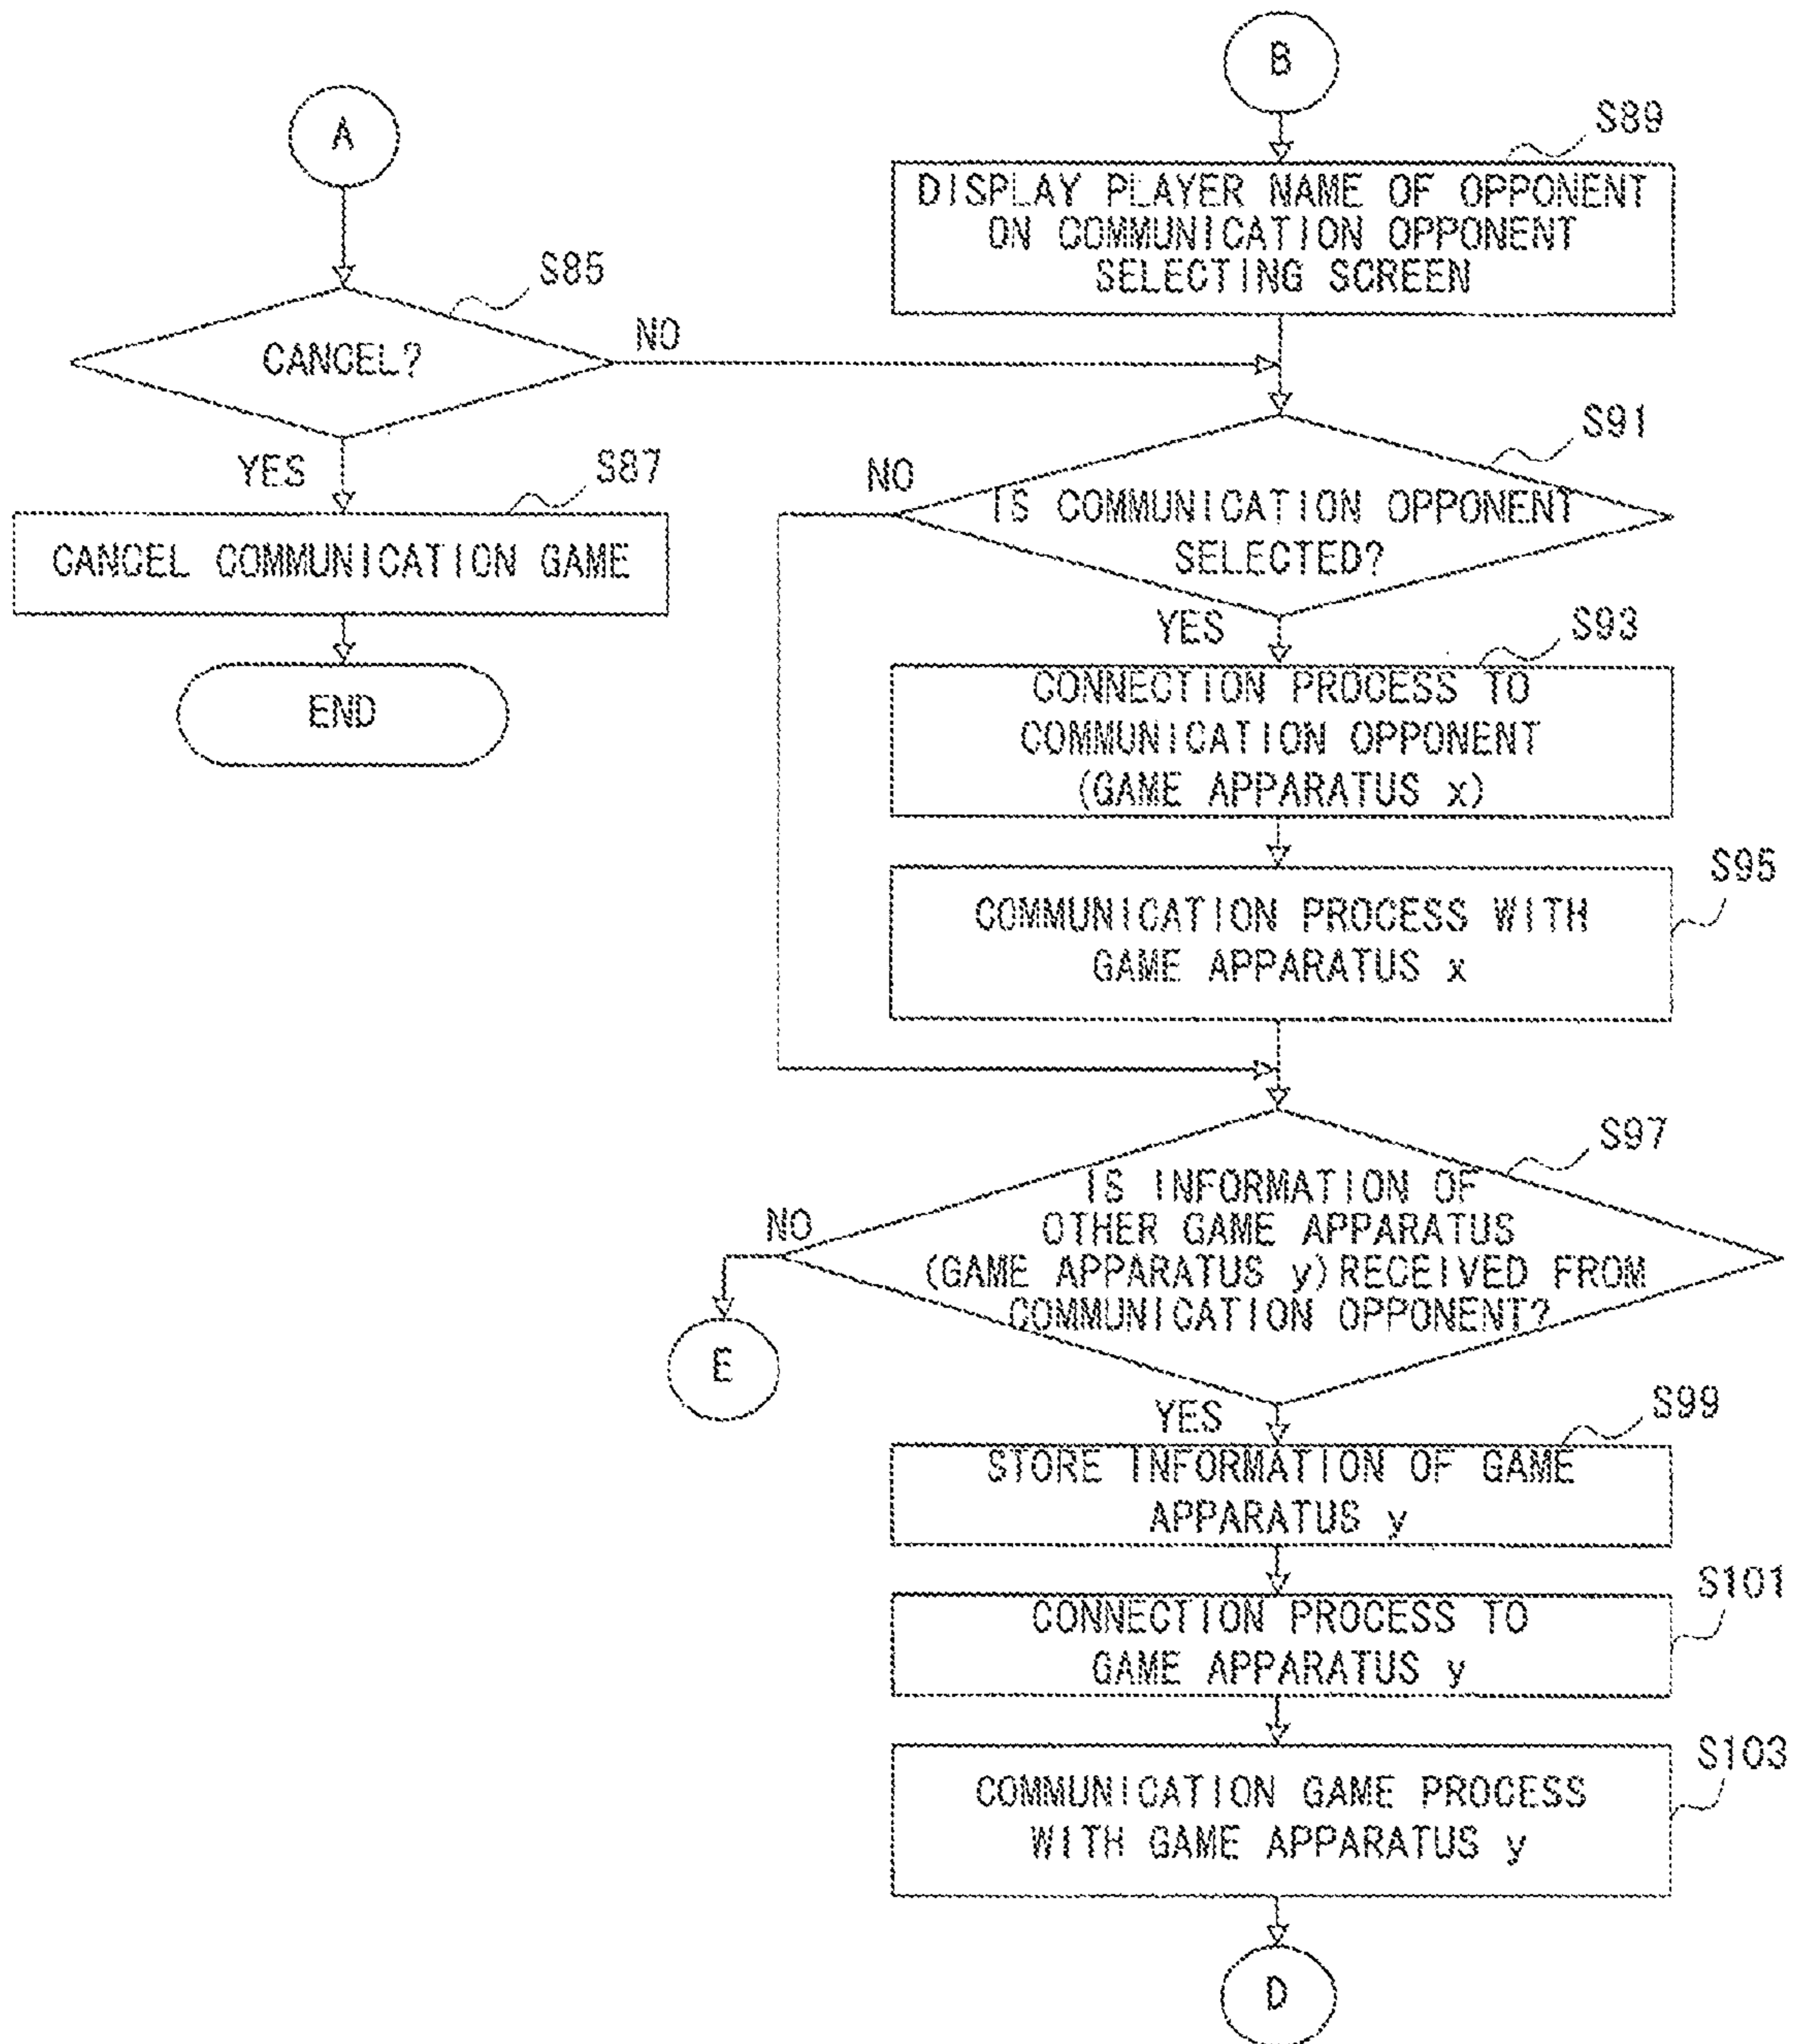 B
A
S89
DISPLAY PLAYER NAME OF OPPONENT
ON COMMUNICATION OPPONENT
SELECTING SCREEN
S85
CANCEL?
NO
YES
S87
CANCEL COMMUNICATION GAME
END
S91
NO
IS COMMUNICATION OPPONENT
SELECTED?
YES
S93
CONNECTION PROCESS TO
COMMUNICATION OPPONENT
(GAME APPARATUS x)
S95
COMMUNICATION PROCESS WITH
GAME APPARATUS x
S97
IS INFORMATION OF
OTHER GAME APPARATUS
(GAME APPARATUS y) RECEIVED FROM
COMMUNICATION OPPONENT?
NO
E
YES
S99
STORE INFORMATION OF GAME
APPARATUS y
S101
CONNECTION PROCESS TO
GAME APPARATUS y
S103
COMMUNICATION GAME PROCESS
WITH GAME APPARATUS y
D